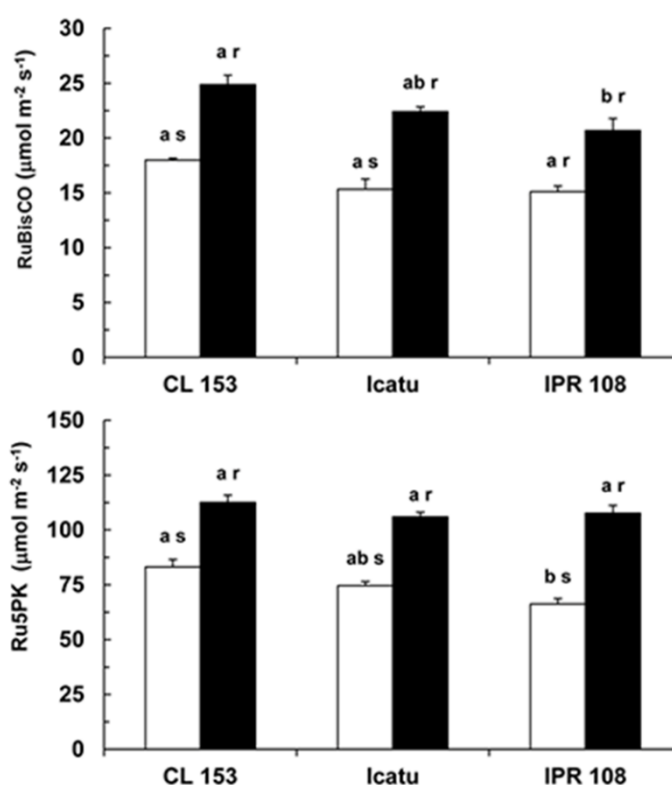 RuBisCO (µmol m⁻² s⁻¹)
30
25
20
15
10
5
0
a s
a r
a s
ab r
a r
b r
CL 153
Icatu
IPR 108
Ru5PK (µmol m⁻² s⁻¹)
150
125
100
75
50
25
0
a s
a r
ab s
a r
b s
a r
CL 153
Icatu
IPR 108